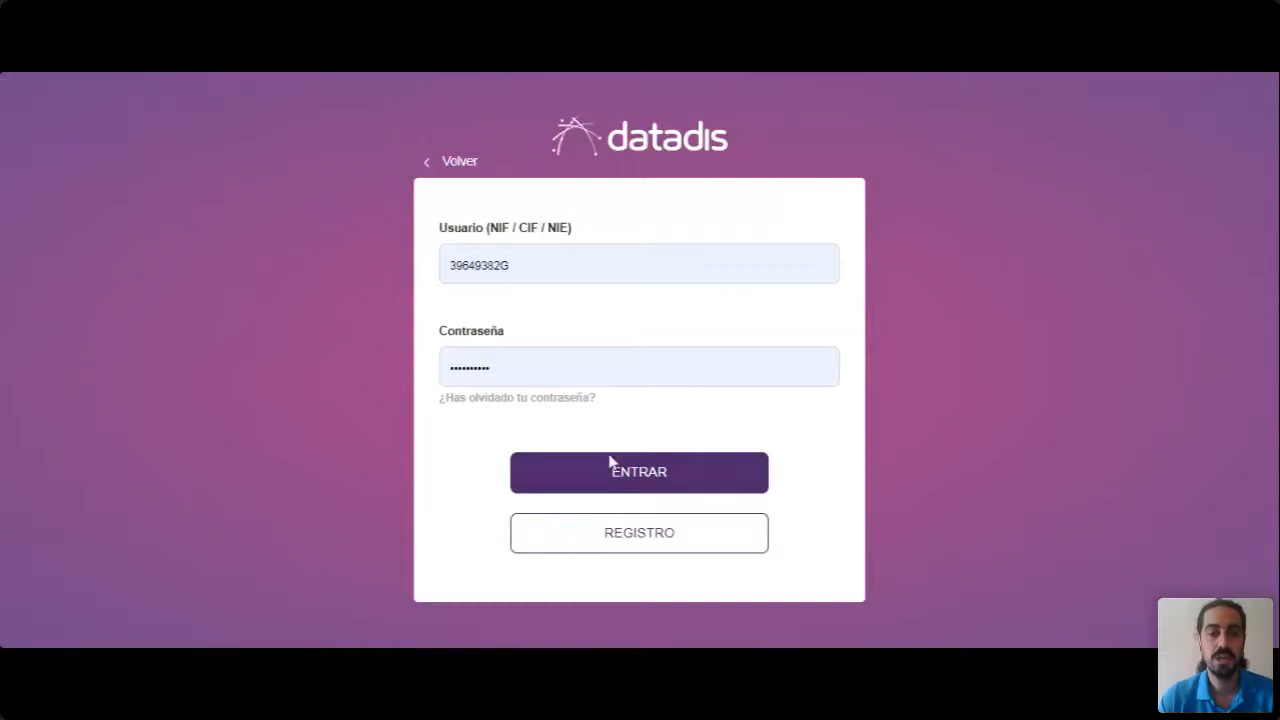 datadis
Volver
Usuario (NIF / CIF / NIE)
39649382G
Contraseña
••••••••••
¿Has olvidado tu contraseña?
ENTRAR
REGISTRO